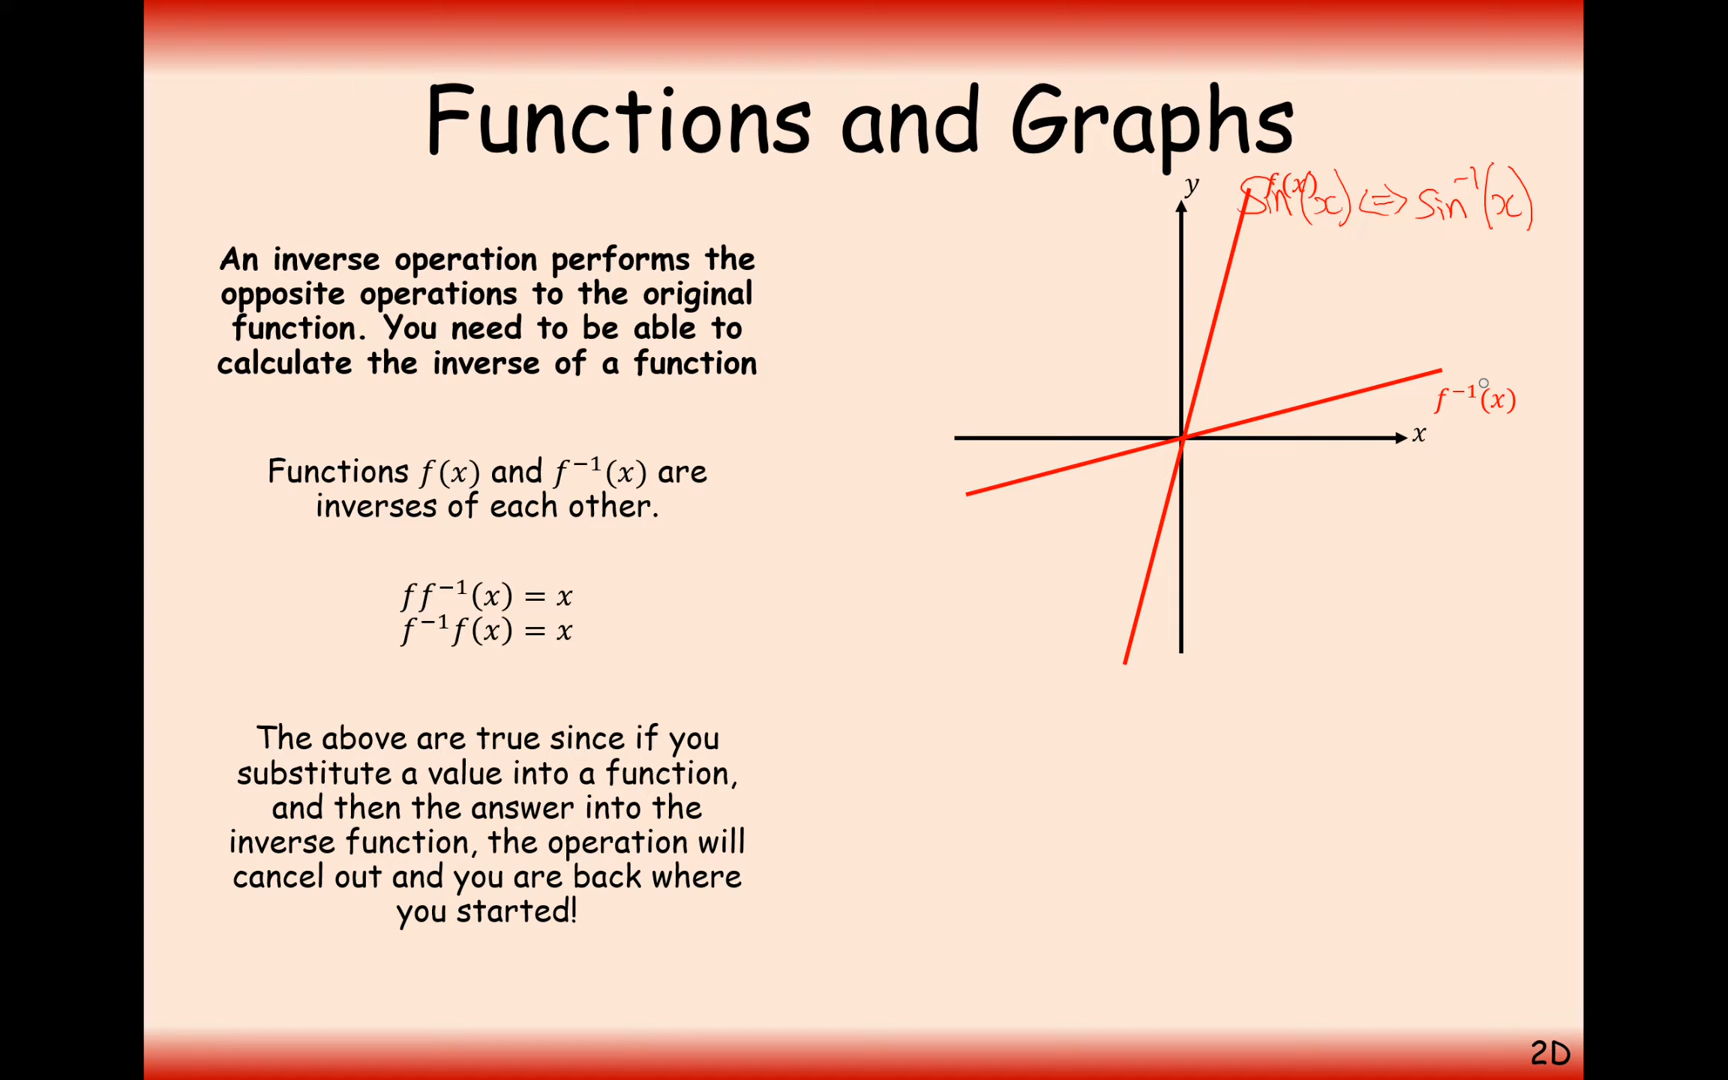 Functions and Graphs
An inverse operation performs the
opposite operations to the original
function. You need to be able to
calculate the inverse of a function
Functions f(x) and f⁻¹(x) are
inverses of each other.
ff⁻¹(x) = x
f⁻¹f(x) = x
The above are true since if you
substitute a value into a function,
and then the answer into the
inverse function, the operation will
cancel out and you are back where
you started!
y
f(x)
Sin(x) <=> Sin⁻¹(x)
f⁻¹(x)
x
2D